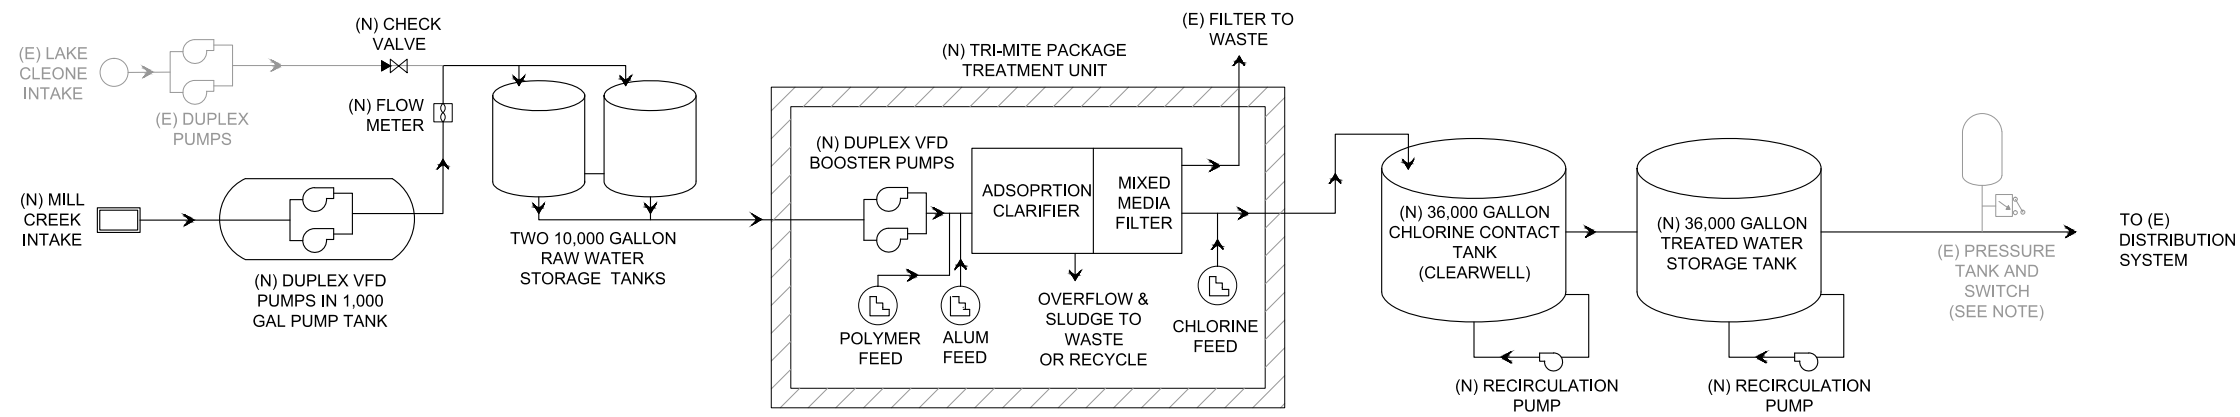 (E) LAKE
CLEONE
INTAKE
(E) DUPLEX
PUMPS
(N) CHECK
VALVE
(N) FLOW
METER
(N) MILL
CREEK
INTAKE
(N) DUPLEX VFD
PUMPS IN 1,000
GAL PUMP TANK
TWO 10,000 GALLON
RAW WATER
STORAGE TANKS
(N) TRI-MITE PACKAGE
TREATMENT UNIT
(E) FILTER TO
WASTE
(N) DUPLEX VFD
BOOSTER PUMPS
ADSOPRTION
CLARIFIER
MIXED
MEDIA
FILTER
POLYMER
FEED
ALUM
FEED
OVERFLOW &
SLUDGE TO
WASTE
OR RECYCLE
CHLORINE
FEED
(N) 36,000 GALLON
CHLORINE CONTACT
TANK
(CLEARWELL)
(N) RECIRCULATION
PUMP
(N) 36,000 GALLON
TREATED WATER
STORAGE TANK
(N) RECIRCULATION
PUMP
(E) PRESSURE
TANK AND
SWITCH
(SEE NOTE)
TO (E)
DISTRIBUTION
SYSTEM